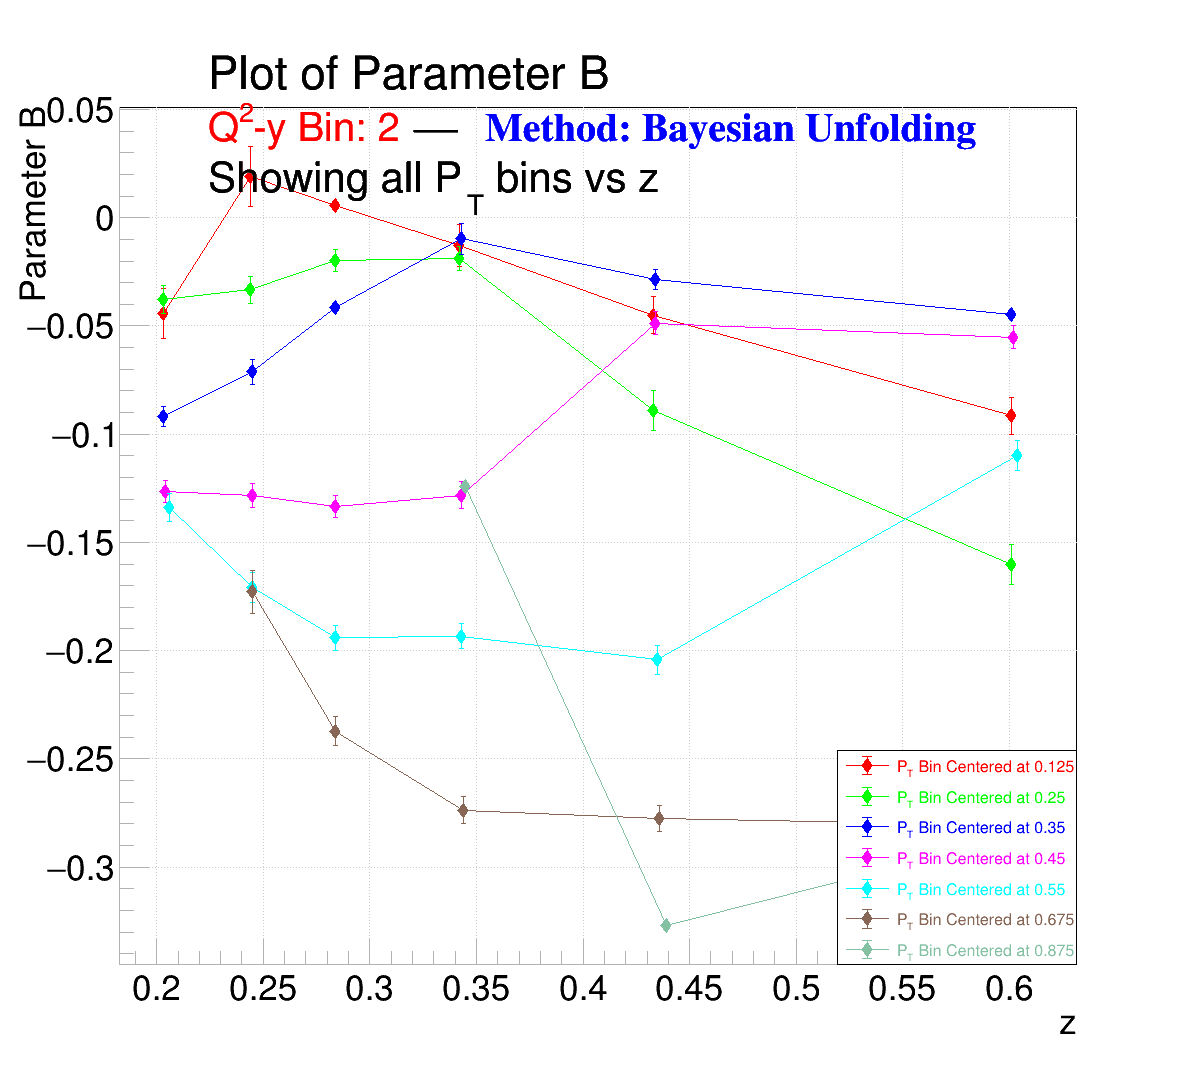 Plot of Parameter B
Q2-y Bin: 2 — Method: Bayesian Unfolding
Showing all PT bins vs z
Parameter B
0.05
0
−0.05
−0.1
−0.15
−0.2
−0.25
−0.3
PT Bin Centered at 0.125
PT Bin Centered at 0.25
PT Bin Centered at 0.35
PT Bin Centered at 0.45
PT Bin Centered at 0.55
PT Bin Centered at 0.675
PT Bin Centered at 0.875
0.2 0.25 0.3 0.35 0.4 0.45 0.5 0.55 0.6
z